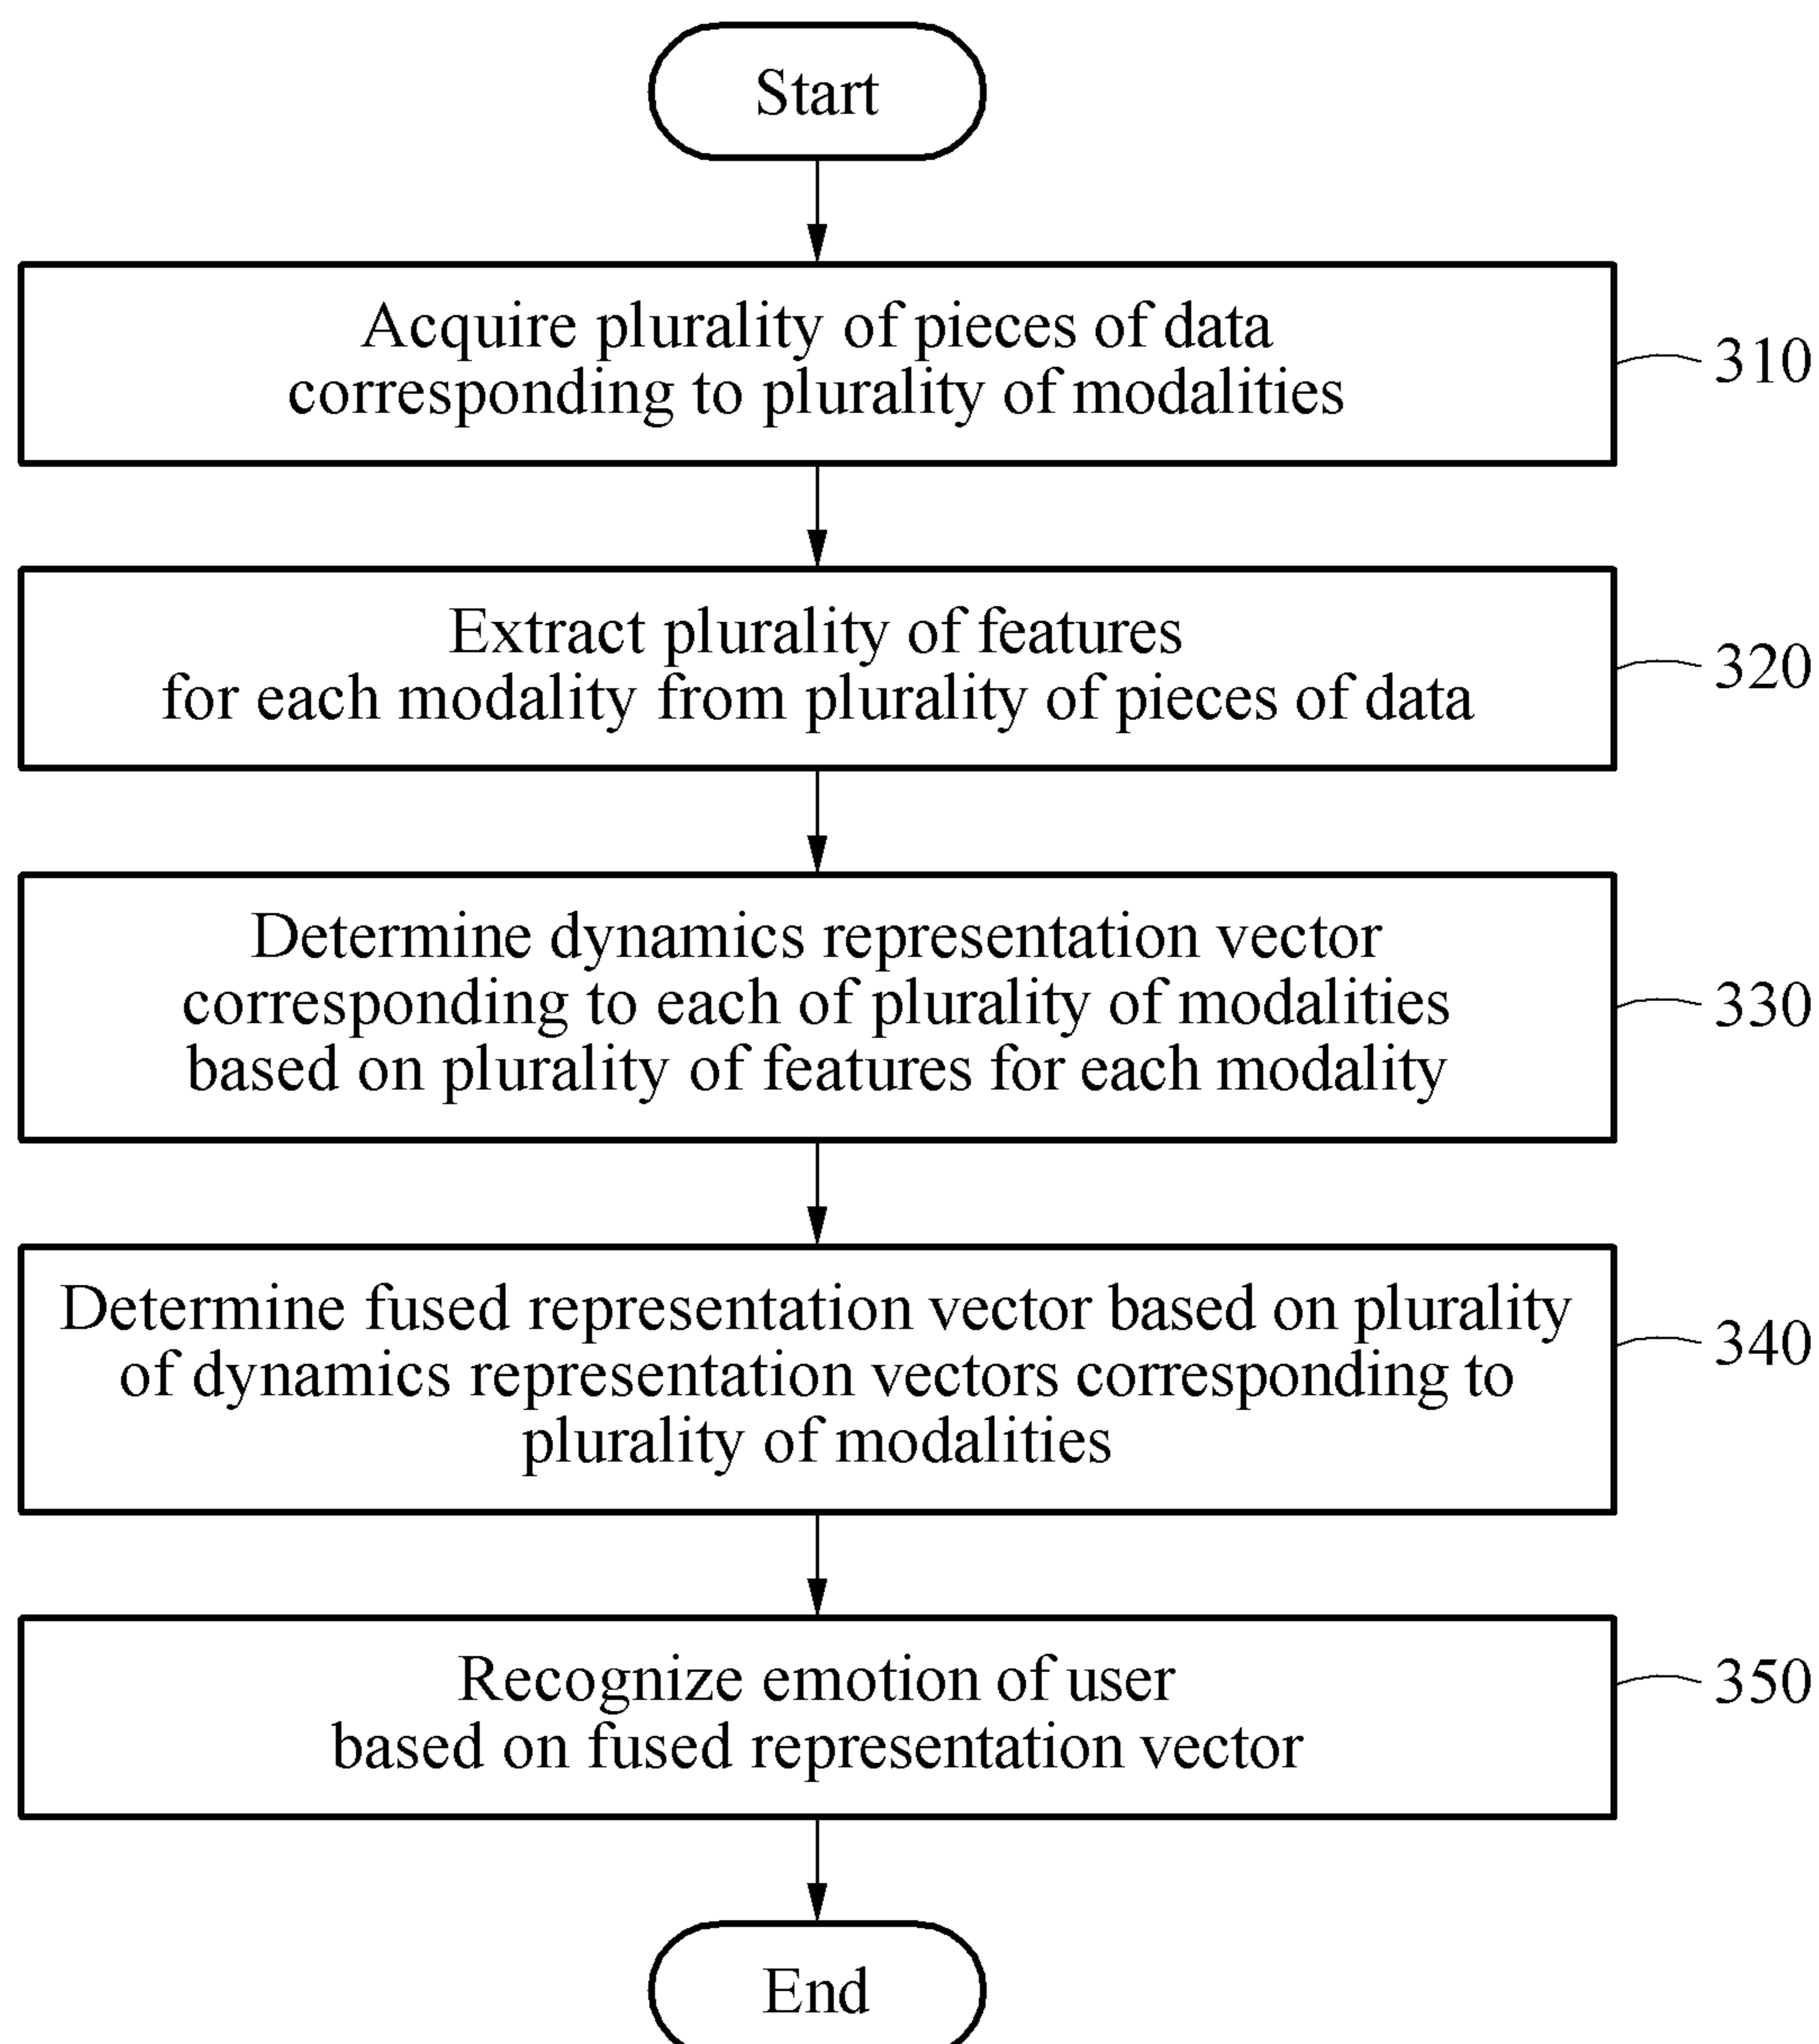 Start
Acquire plurality of pieces of data
corresponding to plurality of modalities
310
Extract plurality of features
for each modality from plurality of pieces of data
320
Determine dynamics representation vector
corresponding to each of plurality of modalities
based on plurality of features for each modality
330
Determine fused representation vector based on plurality
of dynamics representation vectors corresponding to
plurality of modalities
340
Recognize emotion of user
based on fused representation vector
350
End